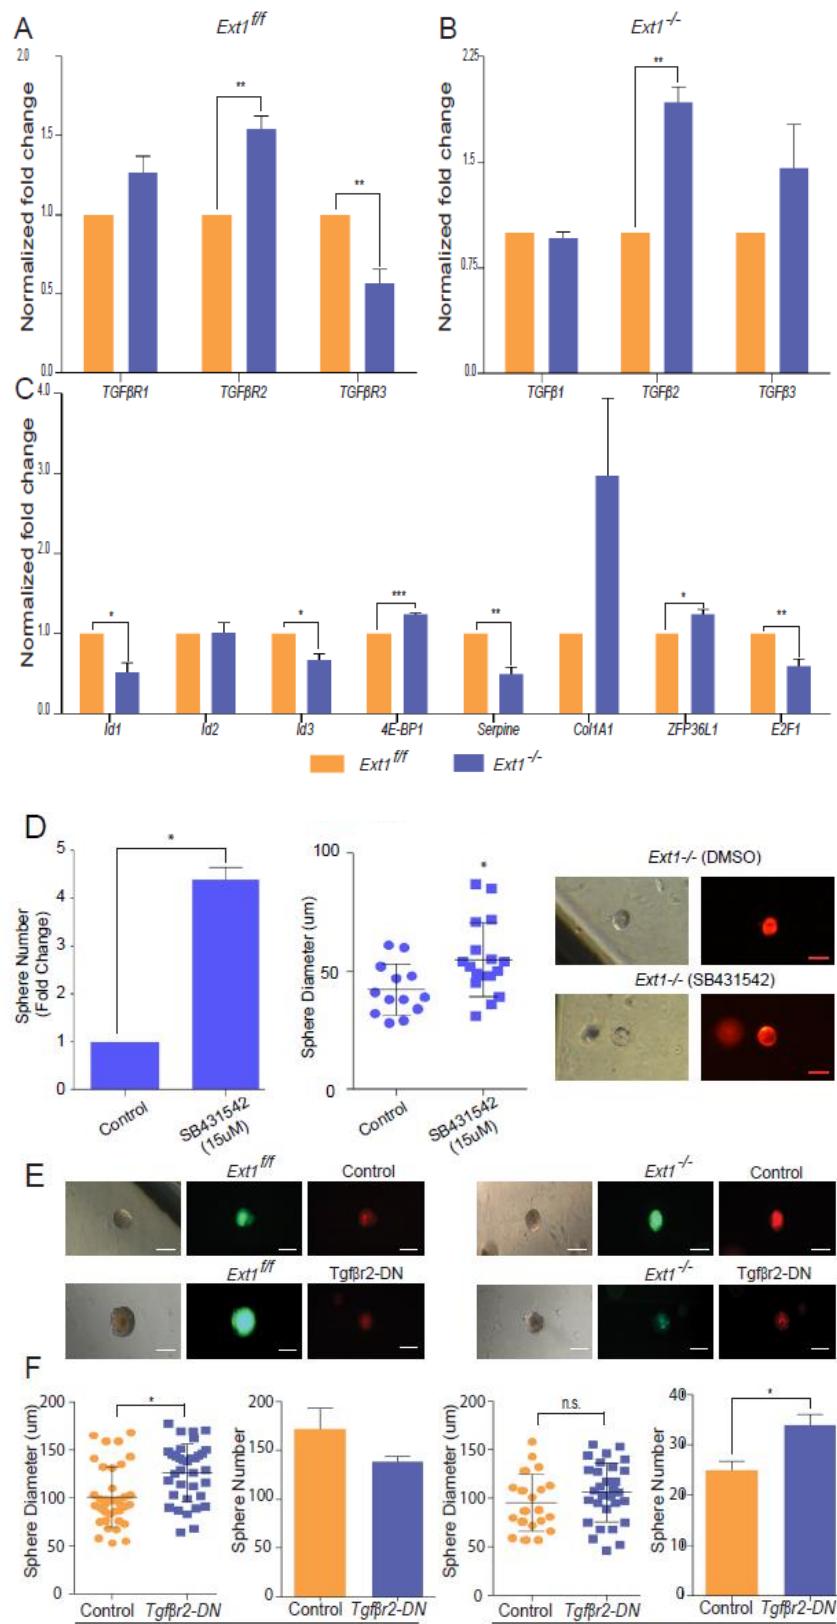 A
Ext1 f/f
B
Ext1 -/-
Normalized fold change
2.0
1.5
1.0
0.5
0.0
**
**
TGFβR1 TGFβR2 TGFβR3
Normalized fold change
2.25
1.5
0.75
0.0
**
TGFβ1 TGFβ2 TGFβ3
C
Normalized fold change
4.0
3.0
2.0
1.0
0.0
* * *** ** * **
Id1 Id2 Id3 4E-BP1 Serpine Col1A1 ZFP36L1 E2F1
Ext1 f/f Ext1 -/-
D
Sphere Number
(Fold Change)
5
4
3
2
1
0
*
Control SB431542
(15uM)
Sphere Diameter (um)
100
50
0
*
Control SB431542
(15uM)
Ext1-/- (DMSO)
Ext1-/- (SB431542)
E
Ext1 f/f Control
Ext1 -/- Control
Ext1 f/f Tgfβr2-DN
Ext1 -/- Tgfβr2-DN
F
Sphere Diameter (um)
200
150
100
50
0
*
Control Tgfβr2-DN
Sphere Number
200
150
100
50
0
Control Tgfβr2-DN
Sphere Diameter (um)
200
150
100
50
0
n.s.
Control Tgfβr2-DN
Sphere Number
40
30
20
10
0
*
Control Tgfβr2-DN